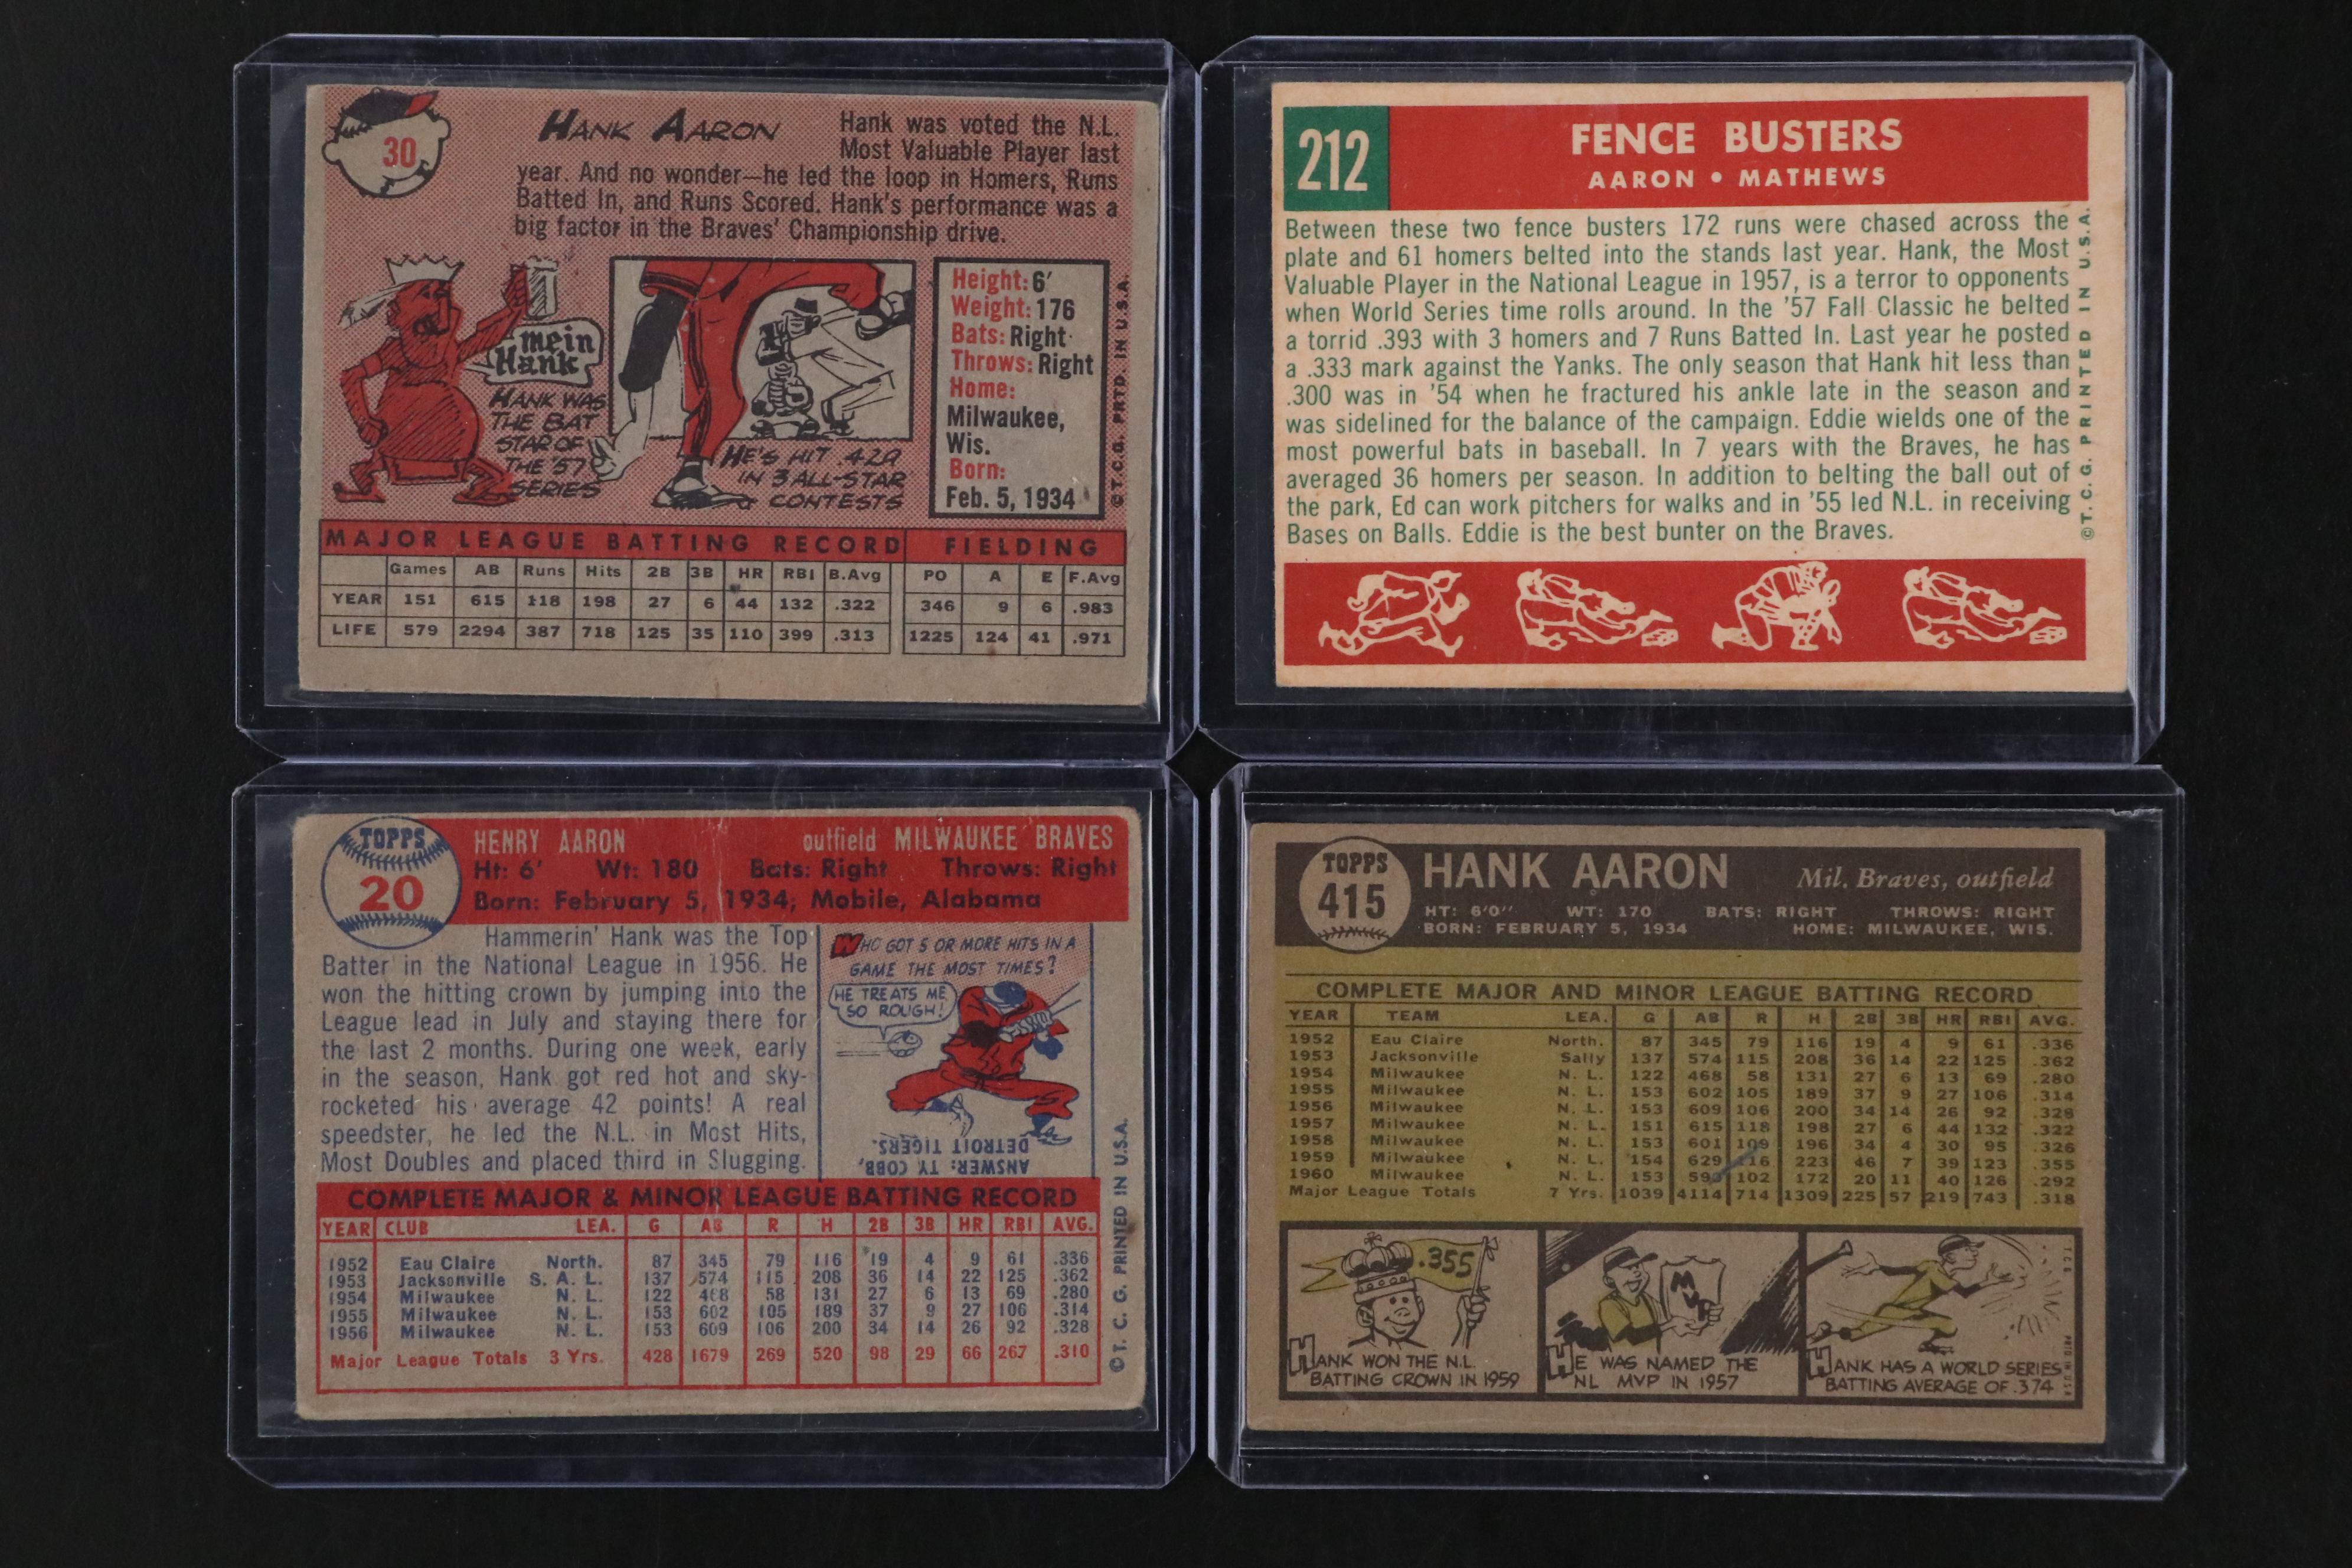 30
HANK AARON
Hank was voted the N.L.
Most Valuable Player last
year. And no wonder—he led the loop in Homers, Runs
Batted In, and Runs Scored. Hank's performance was a
big factor in the Braves' Championship drive.
mein
Hank
HANK WAS
THE BAT
STAR OF
THE '57
SERIES
HE'S HIT .429
IN 3 ALL-STAR
CONTESTS
Height: 6'
Weight: 176
Bats: Right
Throws: Right
Home:
Milwaukee,
Wis.
Born:
Feb. 5, 1934
©T.C.G. PRTD. IN U.S.A.
MAJOR LEAGUE BATTING RECORD FIELDING
Games AB Runs Hits 2B 3B HR RBI B.Avg PO A E F.Avg
YEAR 151 615 118 198 27 6 44 132 .322 346 9 6 .983
LIFE 579 2294 387 718 125 35 110 399 .313 1225 124 41 .971
212
FENCE BUSTERS
AARON • MATHEWS
Between these two fence busters 172 runs were chased across the
plate and 61 homers belted into the stands last year. Hank, the Most
Valuable Player in the National League in 1957, is a terror to opponents
when World Series time rolls around. In the '57 Fall Classic he belted
a torrid .393 with 3 homers and 7 Runs Batted In. Last year he posted
a .333 mark against the Yanks. The only season that Hank hit less than
.300 was in '54 when he fractured his ankle late in the season and
was sidelined for the balance of the campaign. Eddie wields one of the
most powerful bats in baseball. In 7 years with the Braves, he has
averaged 36 homers per season. In addition to belting the ball out of
the park, Ed can work pitchers for walks and in '55 led N.L. in receiving
Bases on Balls. Eddie is the best bunter on the Braves.
©T.C.G. PRINTED IN U.S.A.
TOPPS
20
HENRY AARON outfield MILWAUKEE BRAVES
Ht: 6' Wt: 180 Bats: Right Throws: Right
Born: February 5, 1934; Mobile, Alabama
Hammerin' Hank was the Top
Batter in the National League in 1956. He
won the hitting crown by jumping into the
League lead in July and staying there for
the last 2 months. During one week, early
in the season, Hank got red hot and sky-
rocketed his average 42 points! A real
speedster, he led the N.L. in Most Hits,
Most Doubles and placed third in Slugging.
WHO GOT 5 OR MORE HITS IN A
GAME THE MOST TIMES?
HE TREATS ME
SO ROUGH!
ANSWER: TY COBB,
DETROIT TIGERS.
COMPLETE MAJOR & MINOR LEAGUE BATTING RECORD
YEAR CLUB LEA. G AB R H 2B 3B HR RBI AVG.
1952 Eau Claire North. 87 345 79 116 19 4 9 61 .336
1953 Jacksonville S. A. L. 137 574 115 208 36 14 22 125 .362
1954 Milwaukee N. L. 122 468 58 131 27 6 13 69 .280
1955 Milwaukee N. L. 153 602 105 189 37 9 27 106 .314
1956 Milwaukee N. L. 153 609 106 200 34 14 26 92 .328
Major League Totals 3 Yrs. 428 1679 269 520 98 29 66 267 .310
©T. C. G. PRINTED IN U.S.A.
TOPPS
415
HANK AARON Mil. Braves, outfield
HT: 6'0" WT: 170 BATS: RIGHT THROWS: RIGHT
BORN: FEBRUARY 5, 1934 HOME: MILWAUKEE, WIS.
COMPLETE MAJOR AND MINOR LEAGUE BATTING RECORD
YEAR TEAM LEA. G AB R H 2B 3B HR RBI AVG.
1952 Eau Claire North. 87 345 79 116 19 4 9 61 .336
1953 Jacksonville Sally 137 574 115 208 36 14 22 125 .362
1954 Milwaukee N. L. 122 468 58 131 27 6 13 69 .280
1955 Milwaukee N. L. 153 602 105 189 37 9 27 106 .314
1956 Milwaukee N. L. 153 609 106 200 34 14 26 92 .328
1957 Milwaukee N. L. 151 615 118 198 27 6 44 132 .322
1958 Milwaukee N. L. 153 601 109 196 34 4 30 95 .326
1959 Milwaukee N. L. 154 629 116 223 46 7 39 123 .355
1960 Milwaukee N. L. 153 590 102 172 20 11 40 126 .292
Major League Totals 7 Yrs. 1039 4114 714 1309 225 57 219 743 .318
.355
HANK WON THE N.L.
BATTING CROWN IN 1959
MVP
HE WAS NAMED THE
NL MVP IN 1957
HANK HAS A WORLD SERIES
BATTING AVERAGE OF .374
T.C.G. PRTD IN U.S.A.